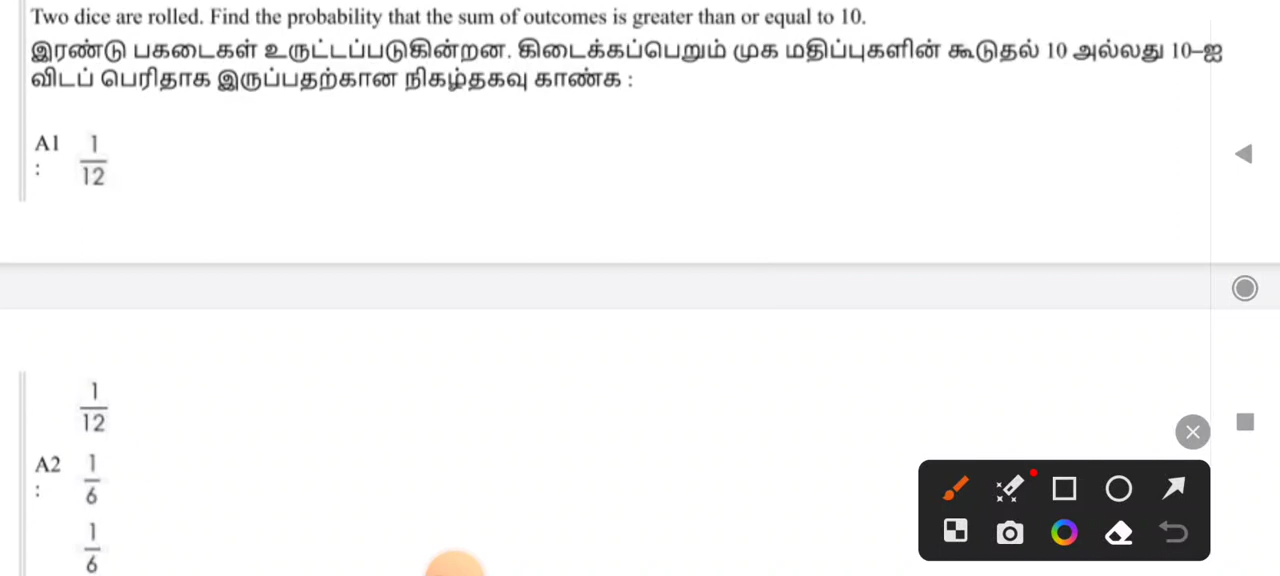 Two dice are rolled. Find the probability that the sum of outcomes is greater than or equal to 10.
இரண்டு பகடைகள் உருட்டப்படுகின்றன. கிடைக்கப்பெறும் முக மதிப்புகளின் கூடுதல் 10 அல்லது 10–ஐ
விடப் பெரிதாக இருப்பதற்கான நிகழ்தகவு காண்க :
A1 : 1/12
1/12
A2 : 1/6
1/6